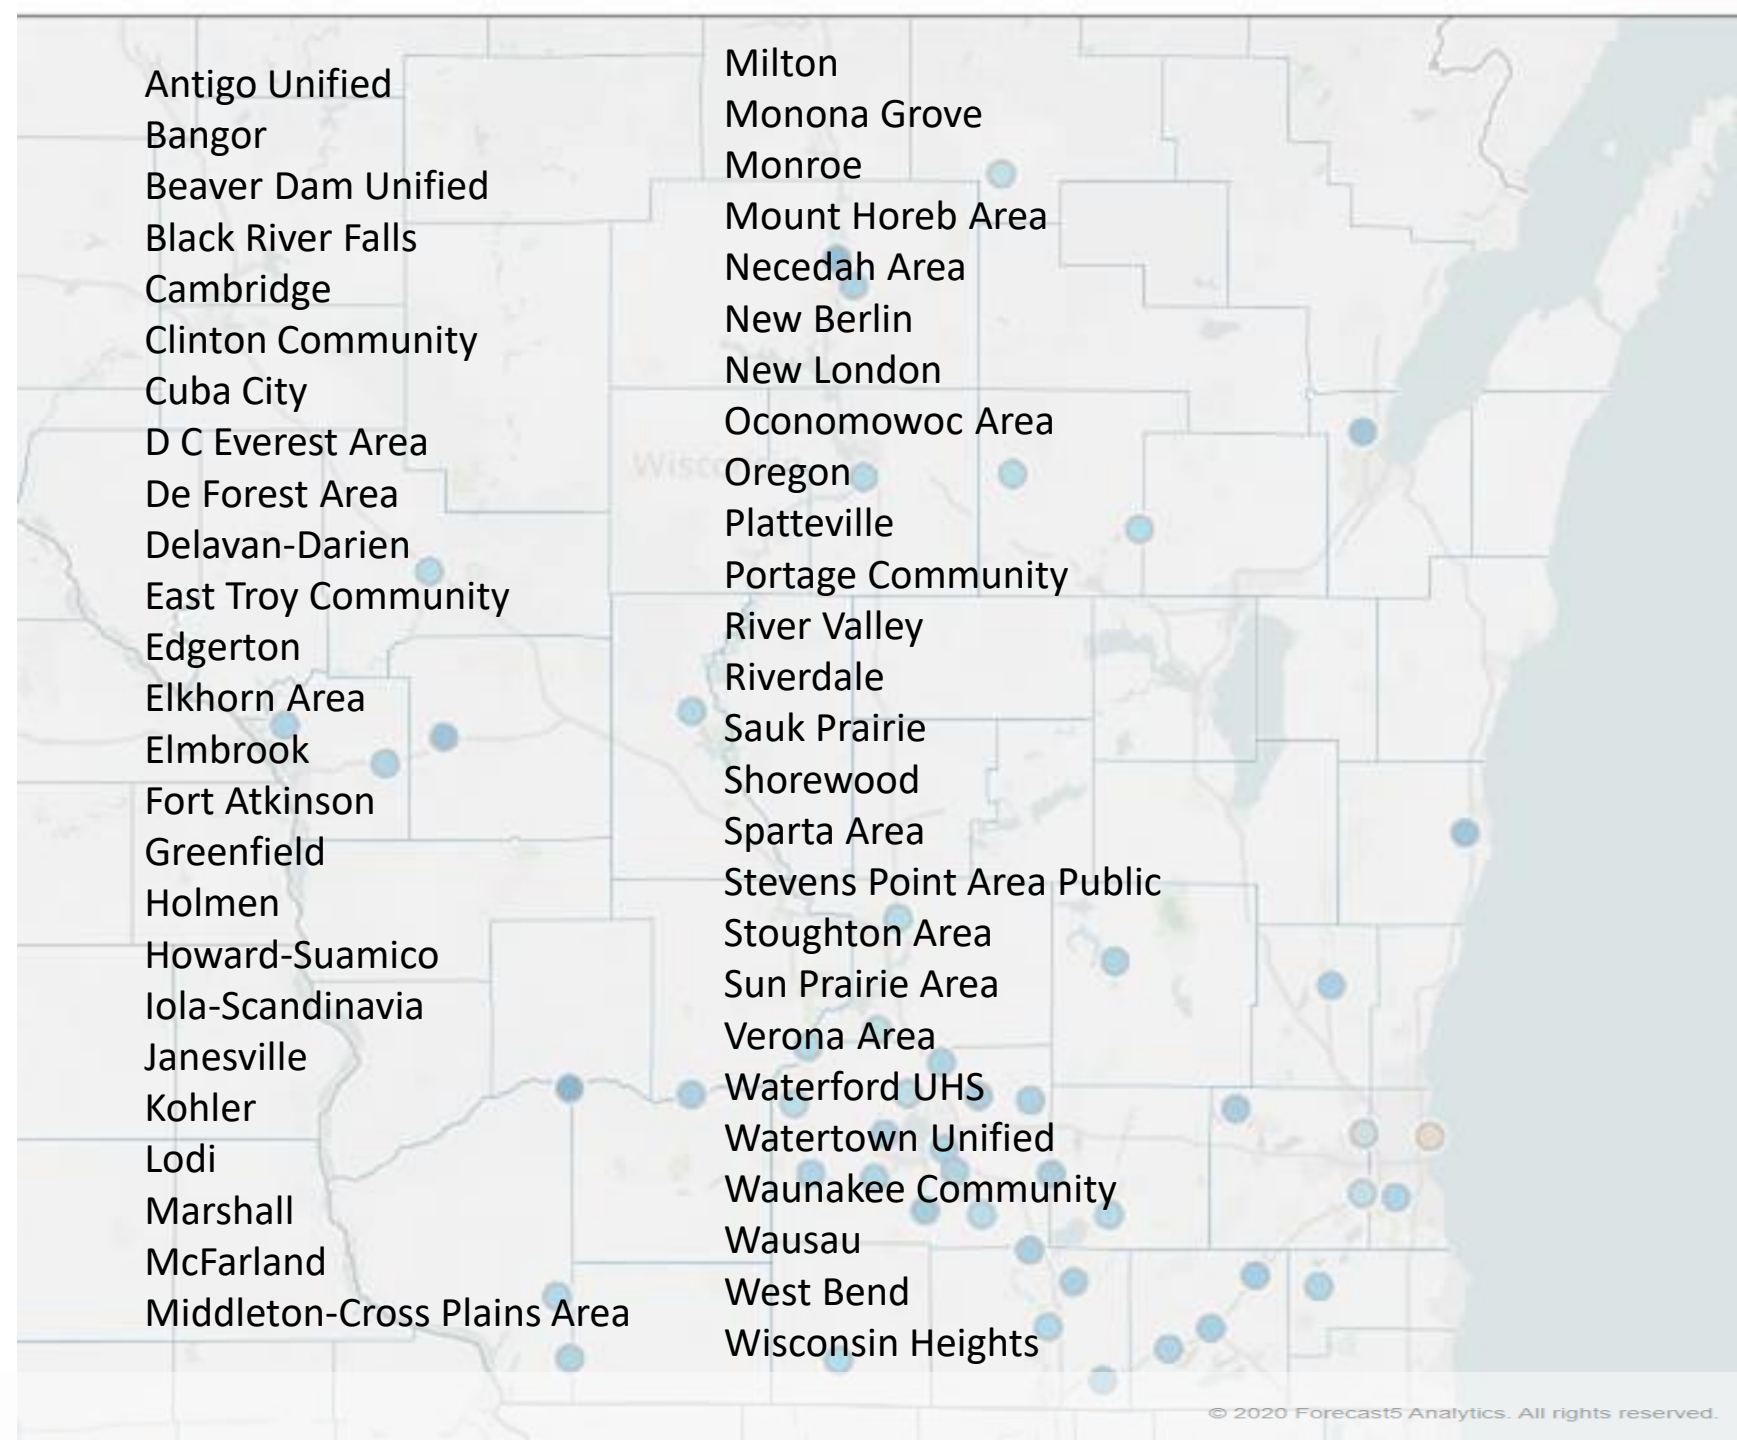 Antigo Unified
Bangor
Beaver Dam Unified
Black River Falls
Cambridge
Clinton Community
Cuba City
D C Everest Area
De Forest Area
Delavan-Darien
East Troy Community
Edgerton
Elkhorn Area
Elmbrook
Fort Atkinson
Greenfield
Holmen
Howard-Suamico
Iola-Scandinavia
Janesville
Kohler
Lodi
Marshall
McFarland
Middleton-Cross Plains Area
Milton
Monona Grove
Monroe
Mount Horeb Area
Necedah Area
New Berlin
New London
Oconomowoc Area
Wisconsin
Oregon
Platteville
Portage Community
River Valley
Riverdale
Sauk Prairie
Shorewood
Sparta Area
Stevens Point Area Public
Stoughton Area
Sun Prairie Area
Verona Area
Waterford UHS
Watertown Unified
Waunakee Community
Wausau
West Bend
Wisconsin Heights
© 2020 Forecast5 Analytics. All rights reserved.